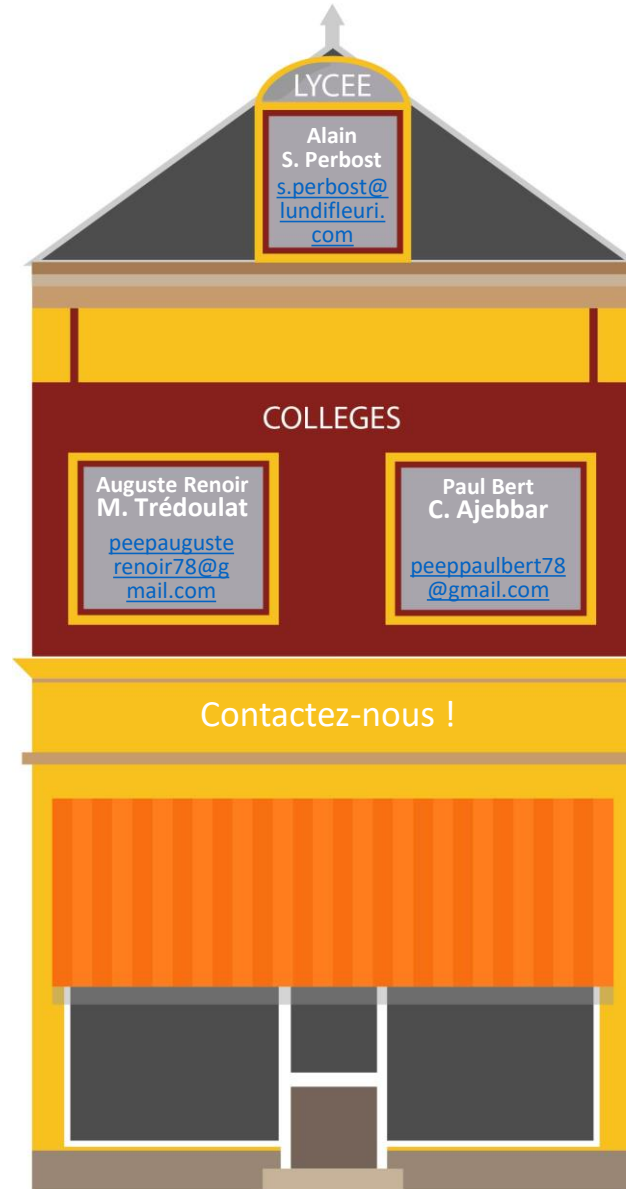 LYCEE
Alain
S. Perbost
s.perbost@
lundifleuri.
com
COLLEGES
Auguste Renoir
M. Trédoulat
peepauguste
renoir78@g
mail.com
Paul Bert
C. Ajebbar
peeppaulbert78
@gmail.com
Contactez-nous !